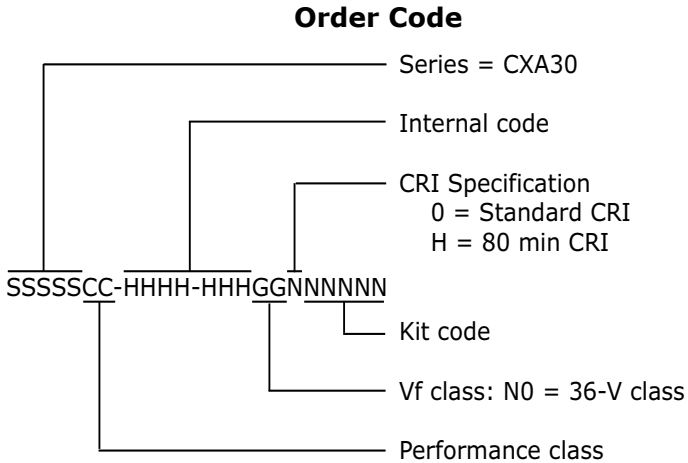 Order Code
Series = CXA30
Internal code
CRI Specification
0 = Standard CRI
H = 80 min CRI
SSSSSCC-HHHH-HHHGGNNNNNN
Kit code
Vf class: N0 = 36-V class
Performance class